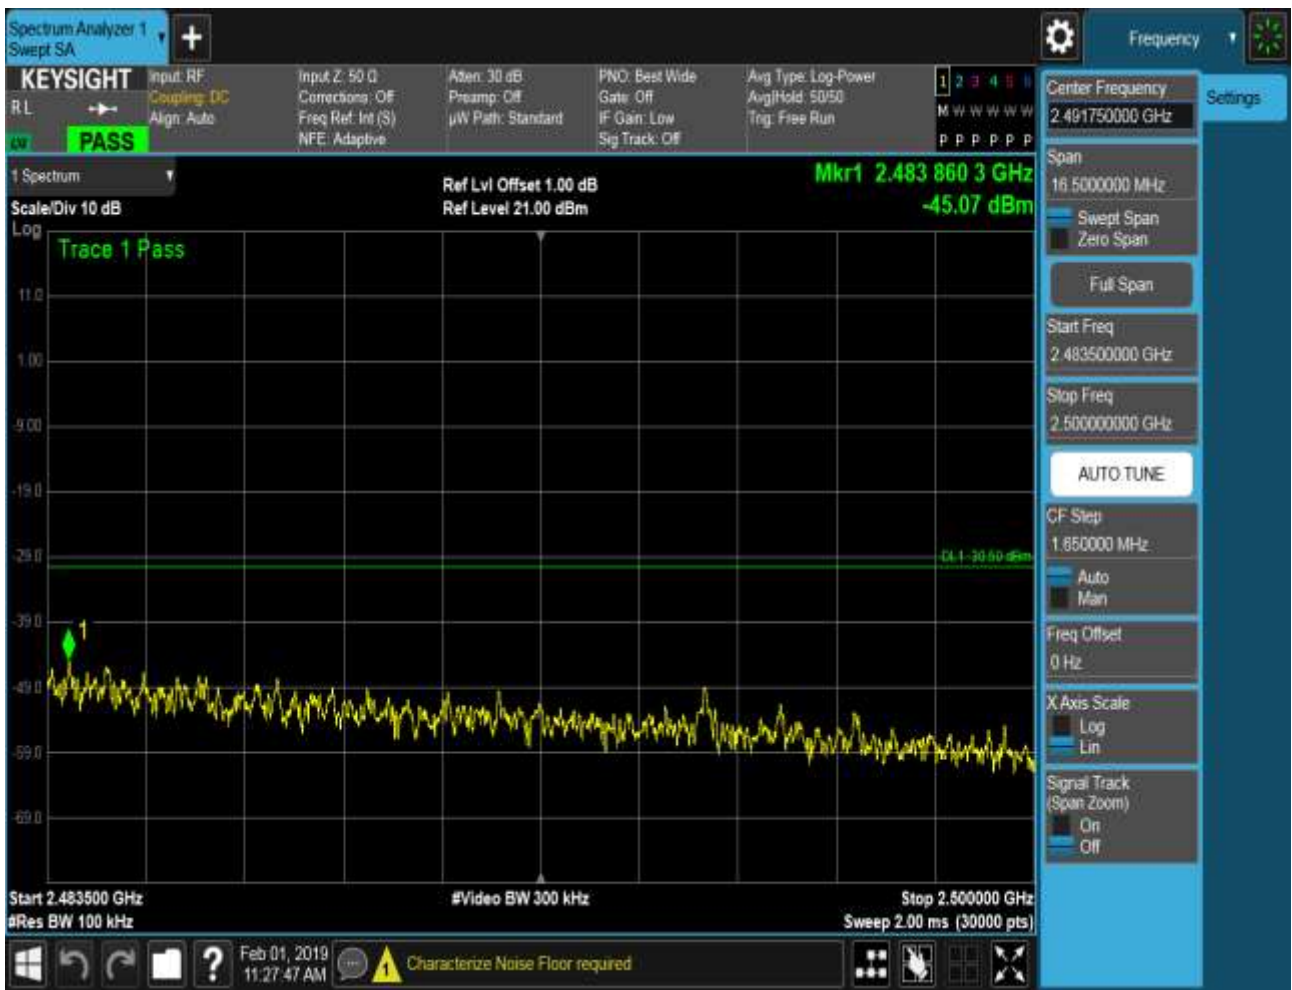 Spectrum Analyzer 1
Swept SA
+
Frequency
KEYSIGHT
R L
PASS
Input: RF
Coupling: DC
Align: Auto
Input Z: 50 Ω
Corrections: Off
Freq Ref: Int (S)
NFE: Adaptive
Atten: 30 dB
Preamp: Off
µW Path: Standard
PNO: Best Wide
Gate: Off
IF Gain: Low
Sig Track: Off
Avg Type: Log-Power
Avg|Hold: 50/50
Trig: Free Run
1 2 3 4 5 6
M W W W W W
P P P P P P
1 Spectrum
Scale/Div 10 dB
Log
Ref Lvl Offset 1.00 dB
Ref Level 21.00 dBm
Mkr1 2.483 860 3 GHz
-45.07 dBm
Trace 1 Pass
11.0
1.00
-9.00
-19.0
-29.0
DL1 -30.50 dBm
-39.0
1
-49.0
-59.0
-69.0
Start 2.483500 GHz
#Res BW 100 kHz
#Video BW 300 kHz
Stop 2.500000 GHz
Sweep 2.00 ms (30000 pts)
Center Frequency
2.491750000 GHz
Settings
Span
16.5000000 MHz
Swept Span
Zero Span
Full Span
Start Freq
2.483500000 GHz
Stop Freq
2.500000000 GHz
AUTO TUNE
CF Step
1.650000 MHz
Auto
Man
Freq Offset
0 Hz
X Axis Scale
Log
Lin
Signal Track
(Span Zoom)
On
Off
?
Feb 01, 2019
11:27:47 AM
1
Characterize Noise Floor required